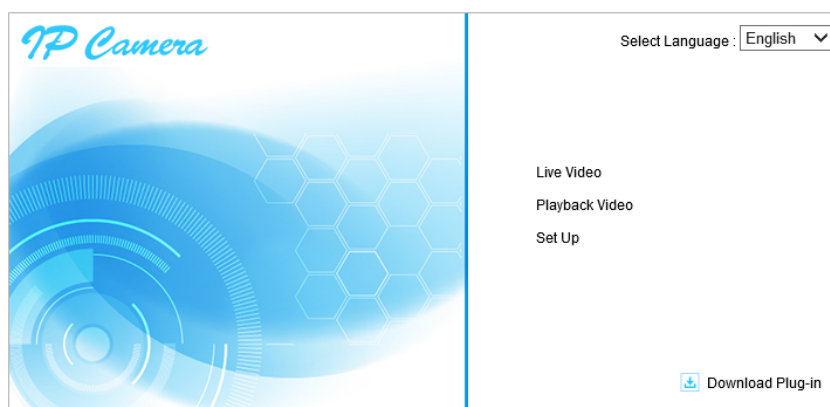 IP Camera
Select Language : English
Live Video
Playback Video
Set Up
Download Plug-in